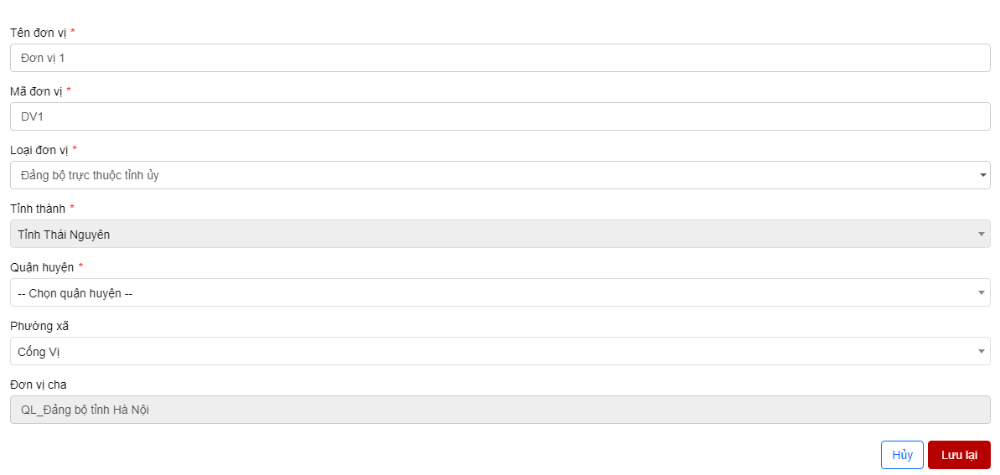 Tên đơn vị *
Đơn vị 1
Mã đơn vị *
DV1
Loại đơn vị *
Đảng bộ trực thuộc tỉnh ủy
Tỉnh thành *
Tỉnh Thái Nguyên
Quận huyện *
-- Chọn quận huyện --
Phường xã
Cống Vị
Đơn vị cha
QL_Đảng bộ tỉnh Hà Nội
Hủy Lưu lại